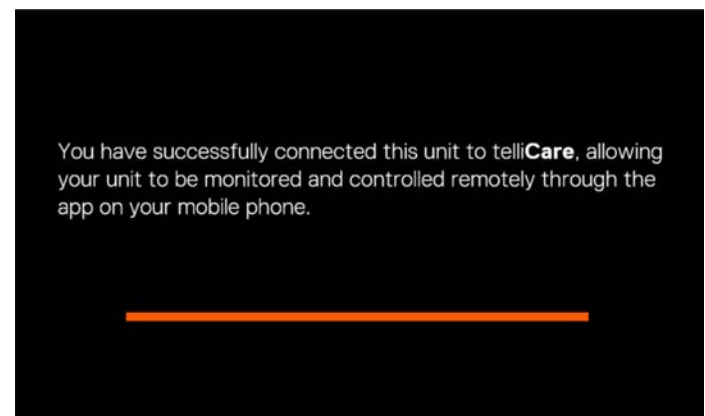 You have successfully connected this unit to telliCare, allowing
your unit to be monitored and controlled remotely through the
app on your mobile phone.